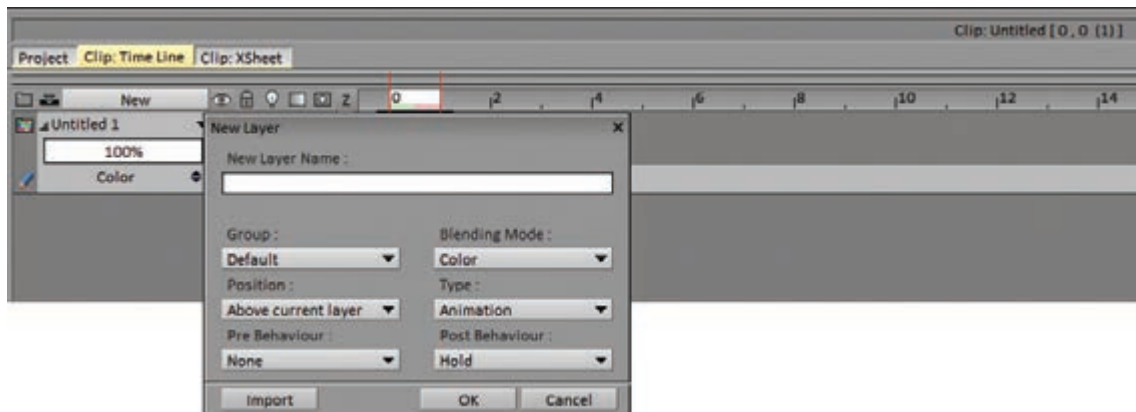 Clip: Untitled [ 0 , 0 (1) ]
Project Clip: Time Line Clip: XSheet
New Z 0 2 4 6 8 10 12 14
Untitled 1
100%
Color
New Layer x
New Layer Name :
Group : Blending Mode :
Default Color
Position : Type :
Above current layer Animation
Pre Behaviour : Post Behaviour :
None Hold
Import OK Cancel